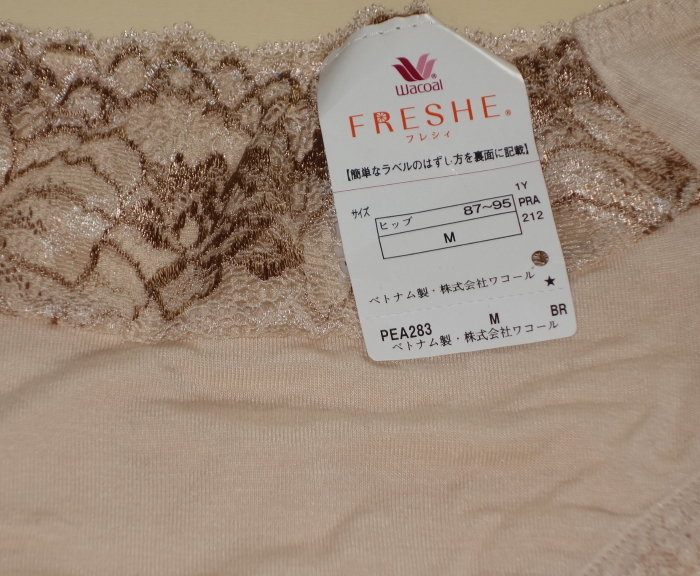 Wacoal
FRESHE®
フレシィ
【簡単なラベルのはずし方を裏面に記載】
サイズ
1Y
ヒップ 87～95 PRA
M 212
ベトナム製・株式会社ワコール ★
PEA283 M BR
ベトナム製・株式会社ワコール